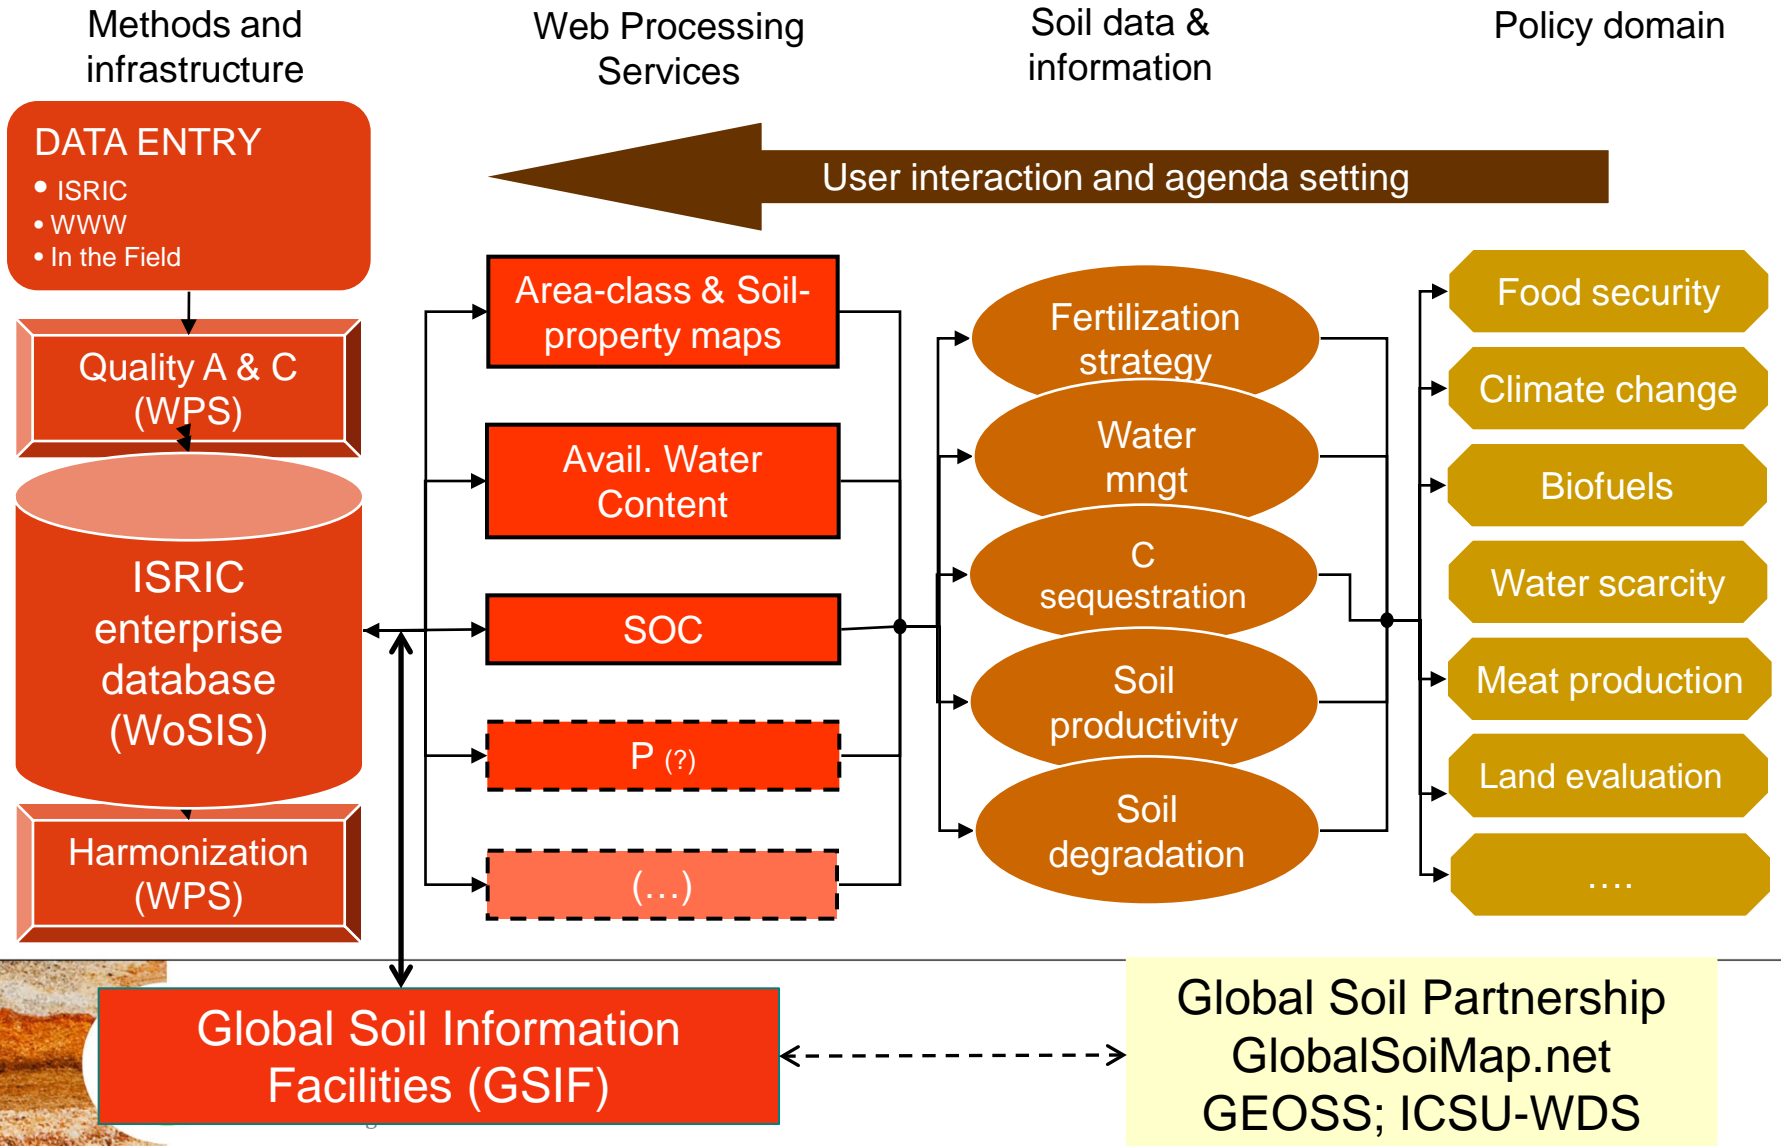 Methods and
infrastructure
Web Processing
Services
Soil data &
information
Policy domain
DATA ENTRY
• ISRIC
• WWW
• In the Field
User interaction and agenda setting
Quality A & C
(WPS)
ISRIC
enterprise
database
(WoSIS)
Harmonization
(WPS)
Area-class & Soil-
property maps
Avail. Water
Content
SOC
P (?)
(…)
Fertilization
strategy
Water
mngt
C
sequestration
Soil
productivity
Soil
degradation
Food security
Climate change
Biofuels
Water scarcity
Meat production
Land evaluation
….
Global Soil Information
Facilities (GSIF)
Global Soil Partnership
GlobalSoiMap.net
GEOSS; ICSU-WDS